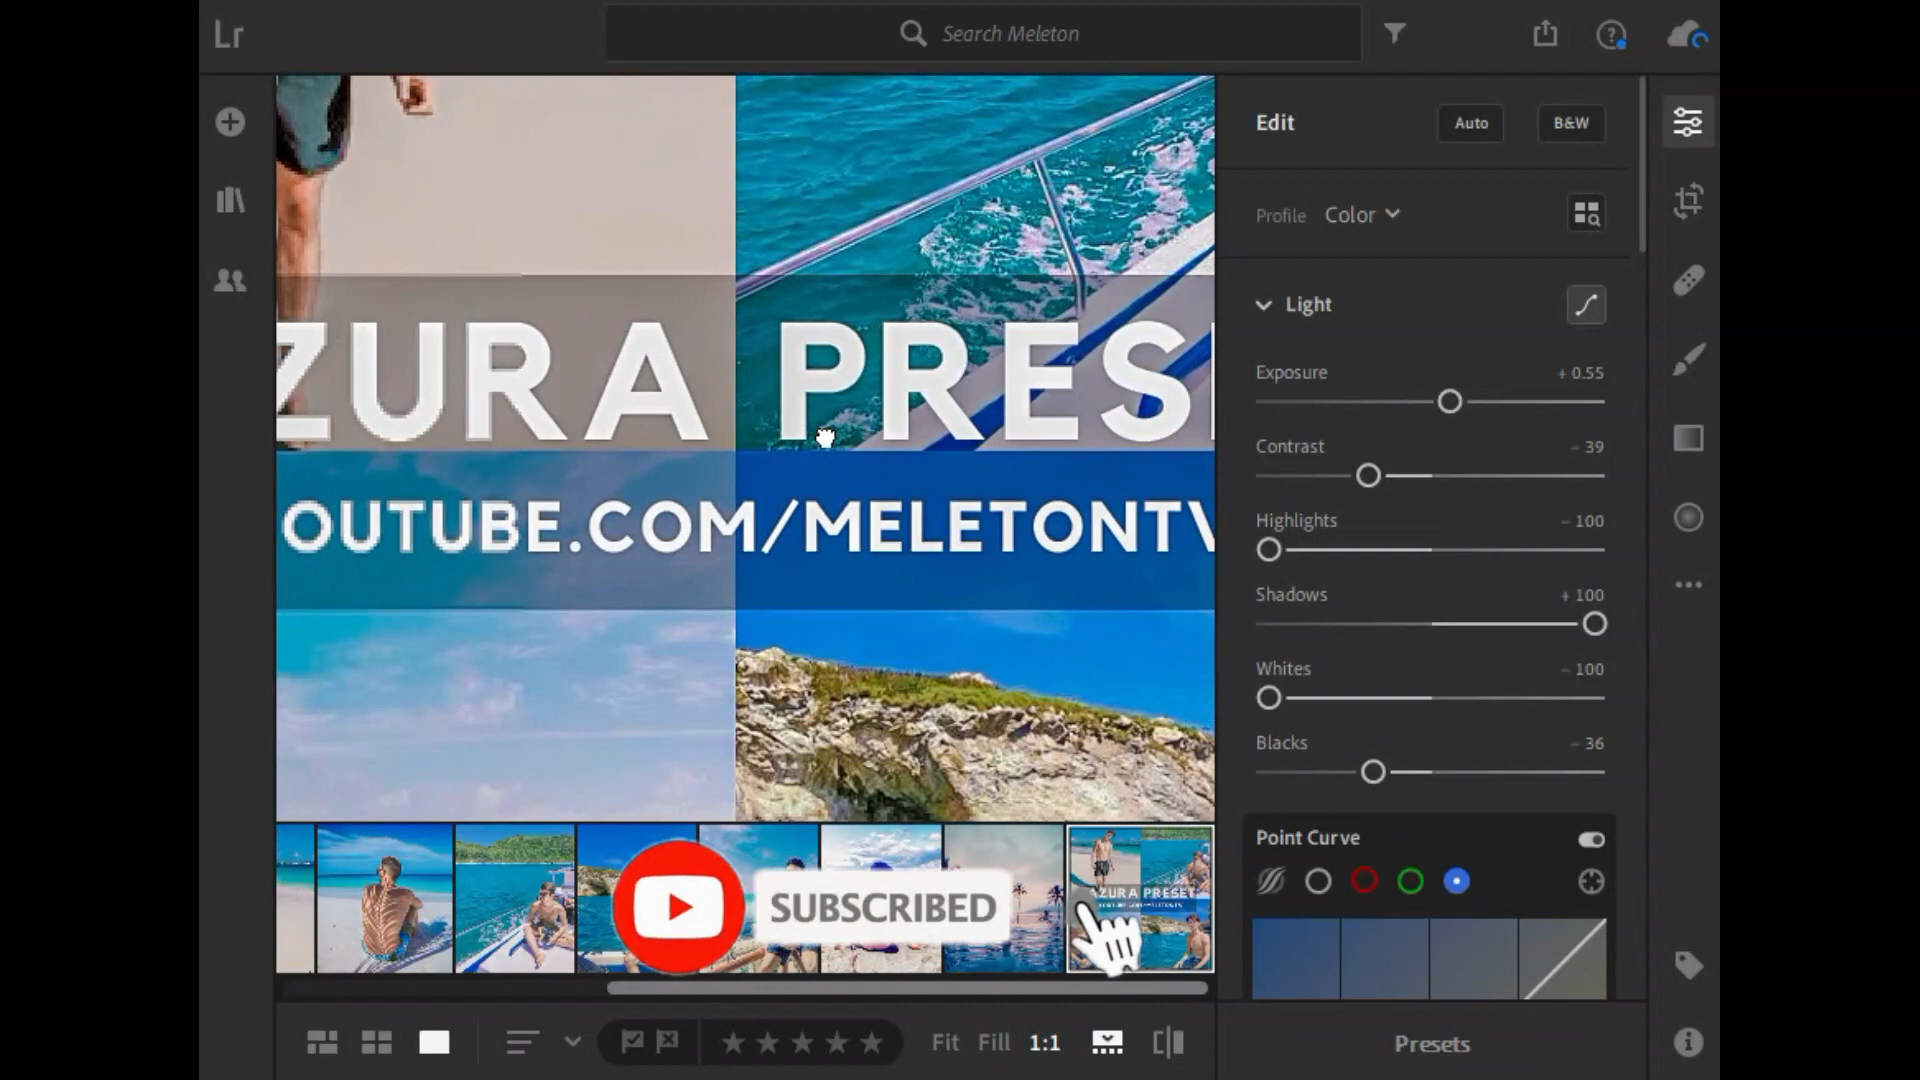 Lr
Search Meleton
Edit
Auto
B&W
Profile Color
Light
Exposure + 0.55
Contrast – 39
Highlights – 100
Shadows + 100
Whites – 100
Blacks – 36
Point Curve
ZURA PRES
OUTUBE.COM/MELETONTV
SUBSCRIBED
AZURA PRESET
Fit Fill 1:1
Presets